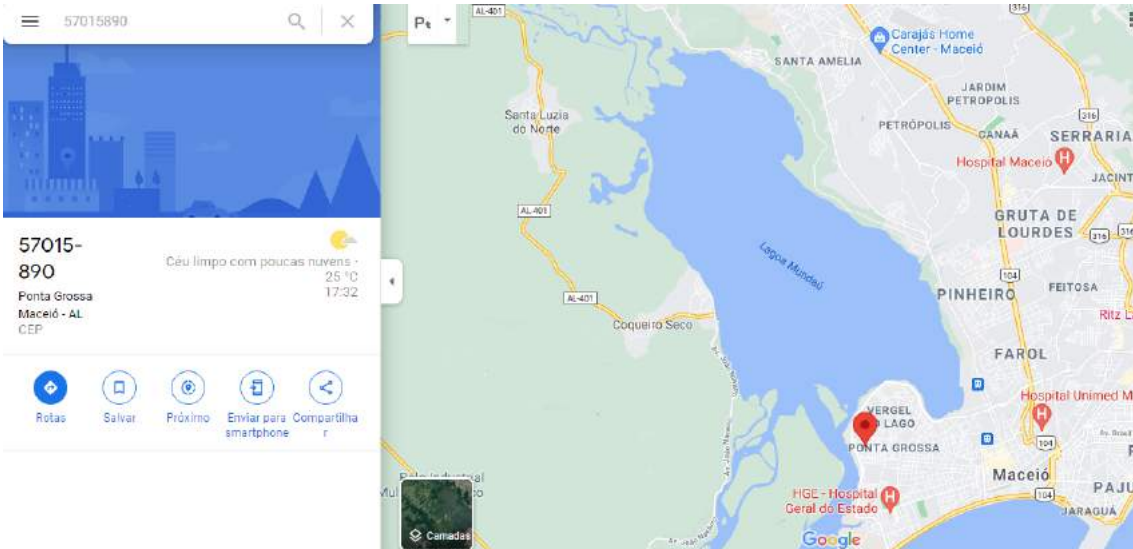 57015890
57015-
890
Ponta Grossa
Maceió - AL
CEP
Céu limpo com poucas nuvens ·
25 °C
17:32
Rotas
Salvar
Próximo
Enviar para
smartphone
Compartilha
r
Camadas
AL-401
316
Carajás Home
Center - Maceió
SANTA AMELIA
JARDIM
PETROPOLIS
Santa Luzia
do Norte
PETRÓPOLIS
CANAÃ
316
SERRARIA
Hospital Maceió
JACINT
AL-401
GRUTA DE
LOURDES
316
316
Lagoa Mundaú
104
FEITOSA
PINHEIRO
AL-401
Ritz L
Coqueiro Seco
FAROL
Hospital Unimed M
VERGEL
LAGO
PONTA GROSSA
104
Maceió
PAJU
HGE - Hospital
Geral do Estado
104
JARAGUÁ
Google